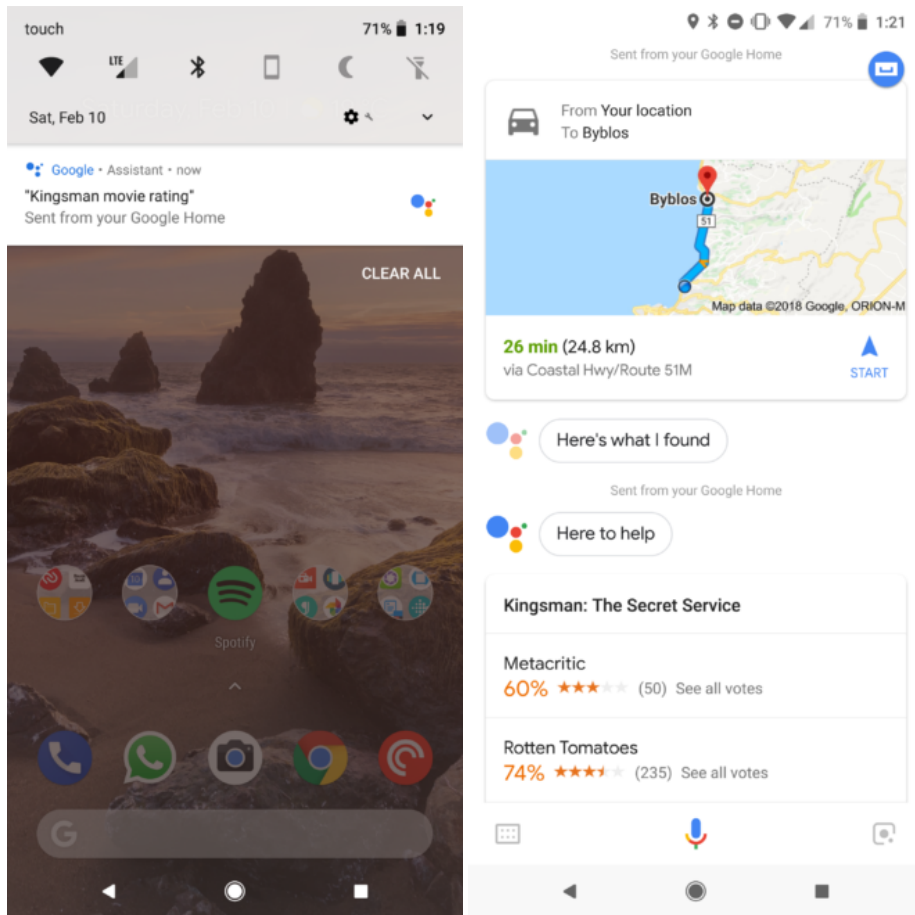 touch
71% 1:19
LTE
Sat, Feb 10
Google • Assistant • now
"Kingsman movie rating"
Sent from your Google Home
CLEAR ALL
Spotify
G
71% 1:21
Sent from your Google Home
From Your location
To Byblos
Byblos
51
Map data ©2018 Google, ORION-M
26 min (24.8 km)
via Coastal Hwy/Route 51M
START
Here's what I found
Sent from your Google Home
Here to help
Kingsman: The Secret Service
Metacritic
60% (50) See all votes
Rotten Tomatoes
74% (235) See all votes